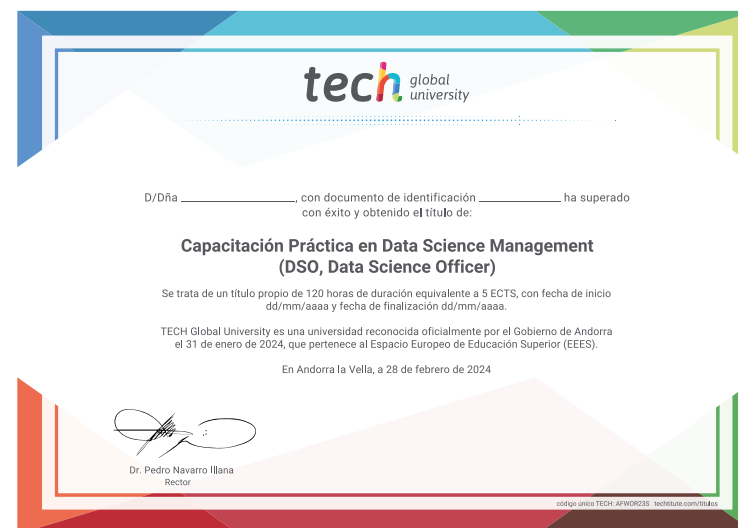 tech global
university
D/Dña ______________, con documento de identificación ____________ ha superado
con éxito y obtenido el título de:
Capacitación Práctica en Data Science Management
(DSO, Data Science Officer)
Se trata de un título propio de 120 horas de duración equivalente a 5 ECTS, con fecha de inicio
dd/mm/aaaa y fecha de finalización dd/mm/aaaa.
TECH Global University es una universidad reconocida oficialmente por el Gobierno de Andorra
el 31 de enero de 2024, que pertenece al Espacio Europeo de Educación Superior (EEES).
En Andorra la Vella, a 28 de febrero de 2024
Dr. Pedro Navarro Illana
Rector
código único TECH: AFWOR23S techtitute.com/titulos